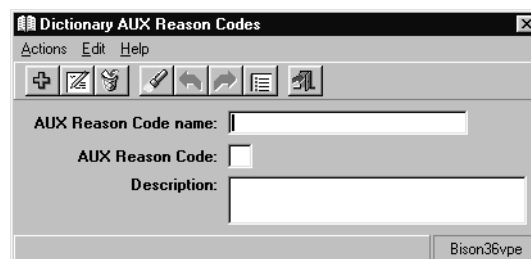 Dictionary AUX Reason Codes
Actions Edit Help
AUX Reason Code name:
AUX Reason Code:
Description:
Bison36vpe